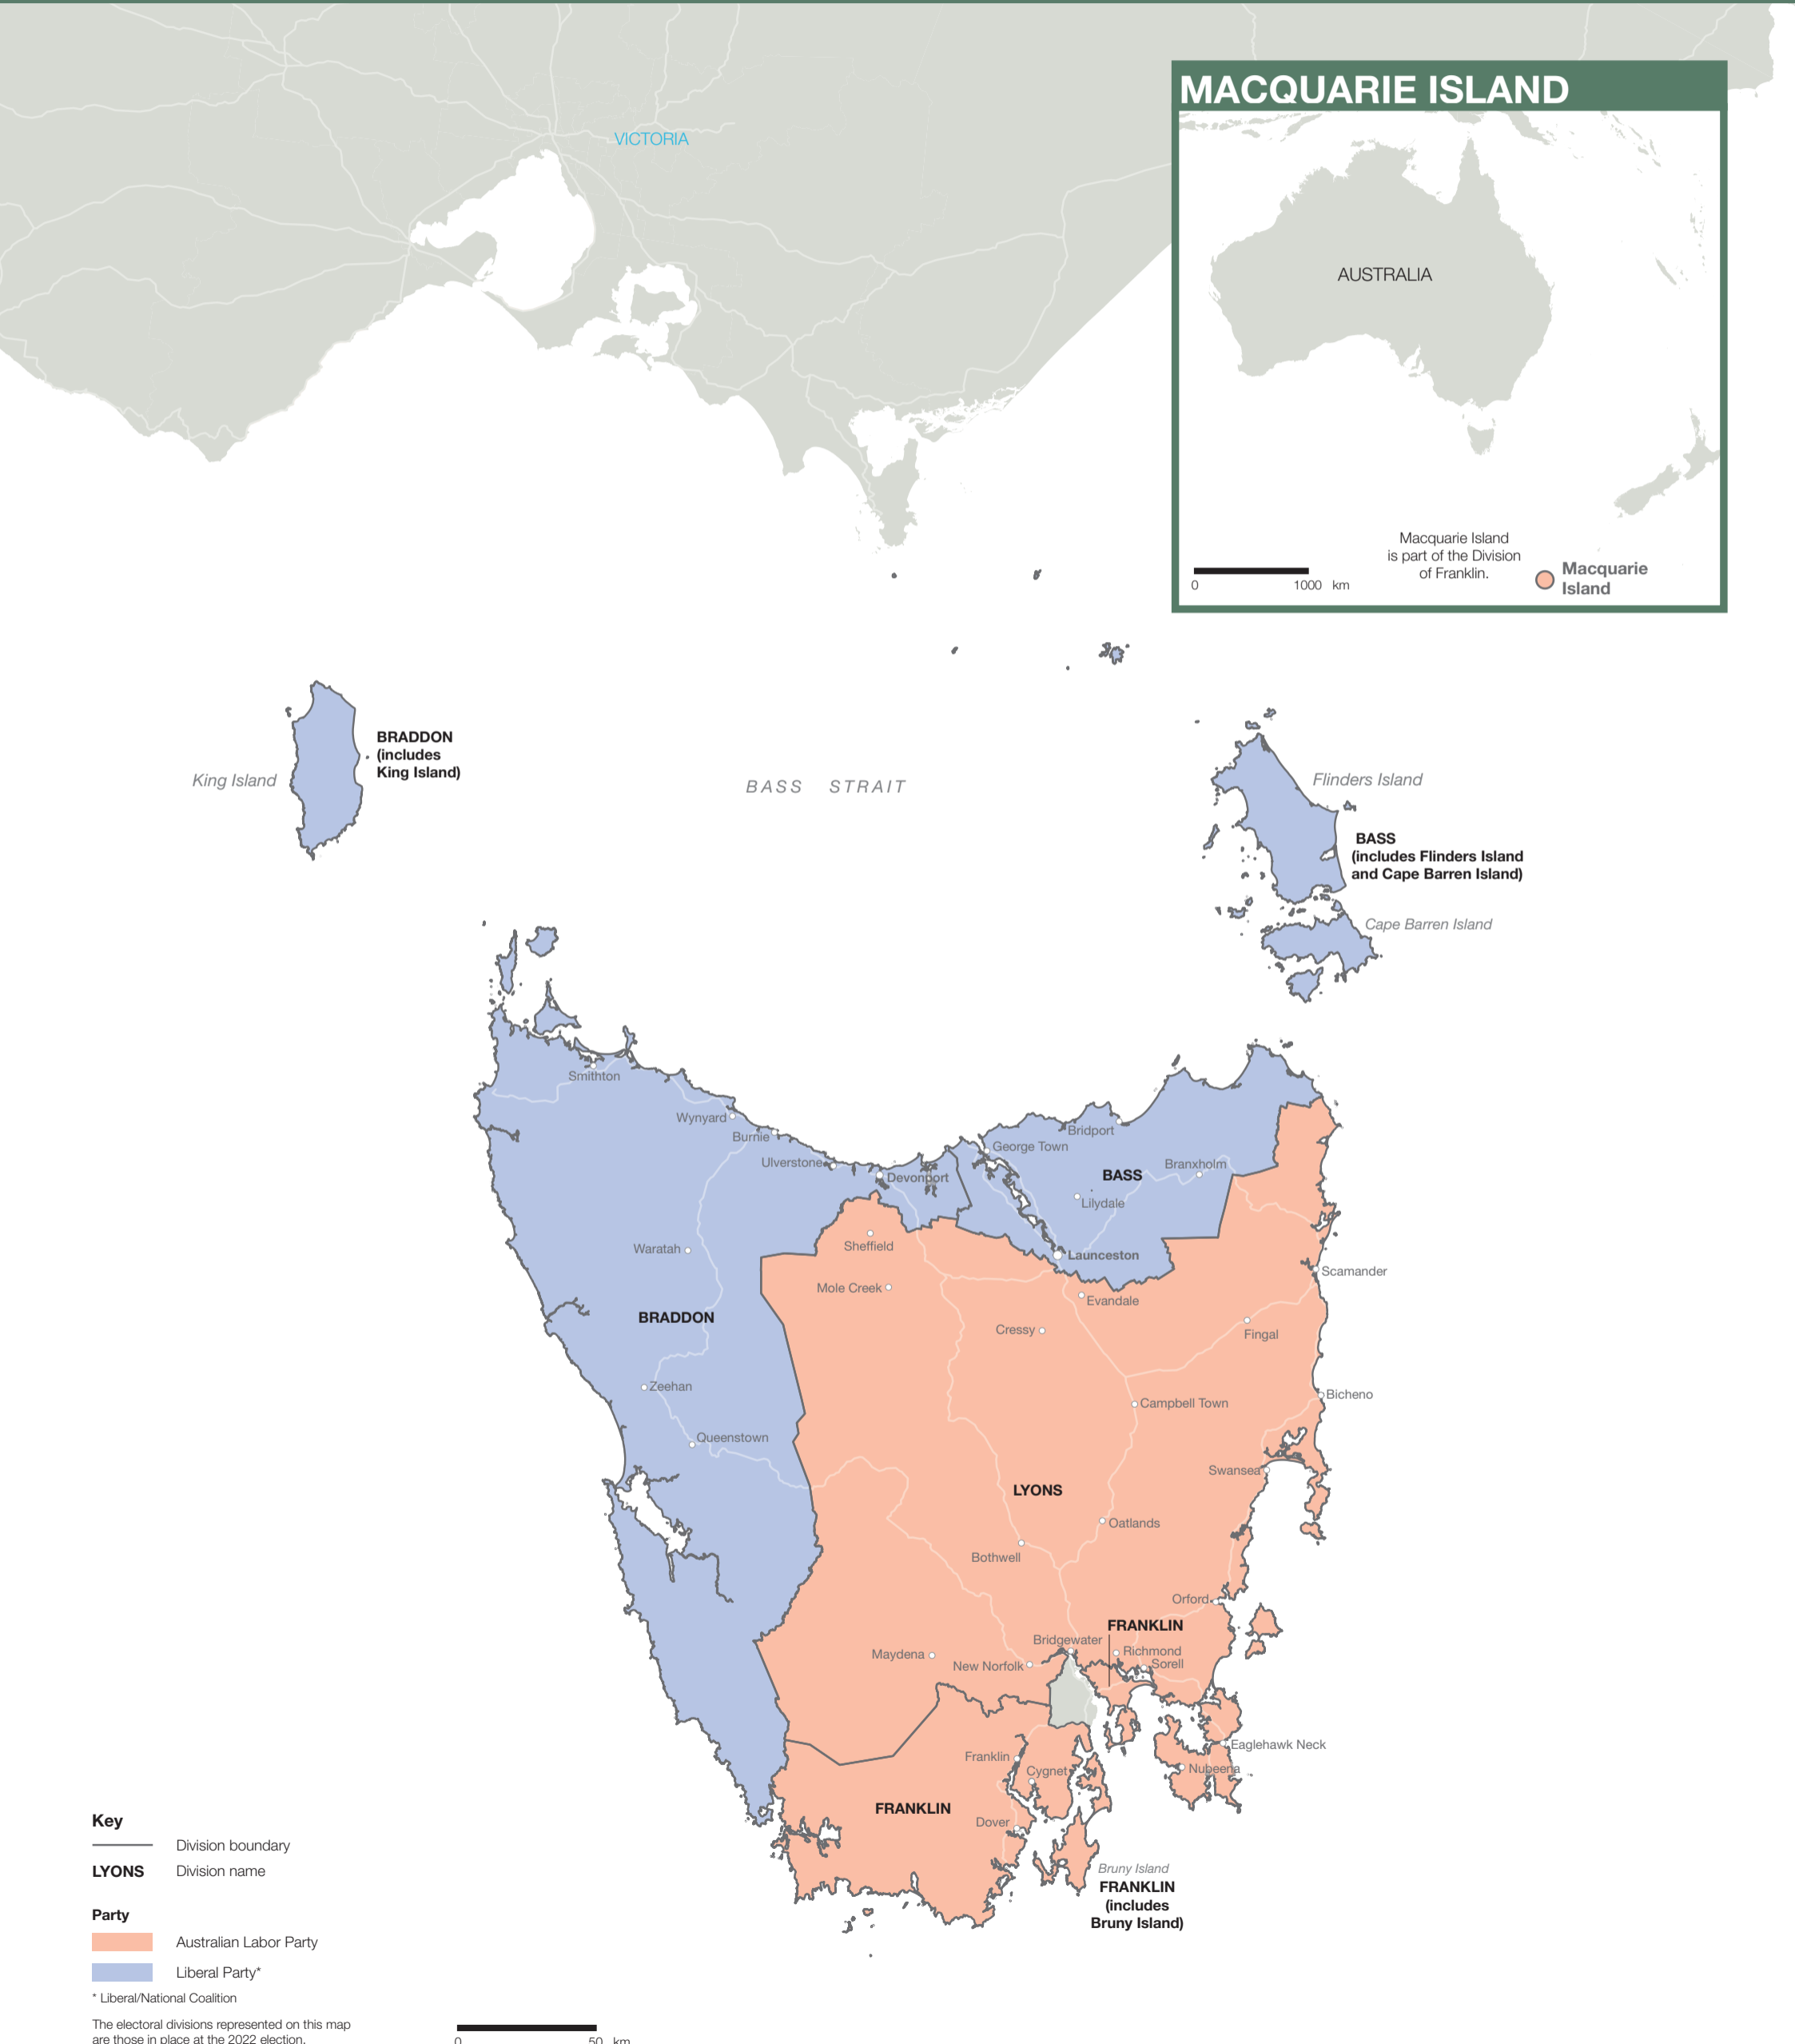 MACQUARIE ISLAND
VICTORIA
AUSTRALIA
Macquarie Island
is part of the Division
of Franklin.
Macquarie
Island
0 1000 km
BRADDON
(includes
King Island)
King Island
BASS STRAIT
Flinders Island
BASS
(includes Flinders Island
and Cape Barren Island)
Cape Barren Island
Smithton
Wynyard
Burnie
Ulverstone
Devonport
George Town
Bridport
Branxholm
BASS
Lilydale
Launceston
Waratah
Sheffield
Mole Creek
Evandale
Scamander
BRADDON
Cressy
Fingal
Zeehan
Bicheno
Campbell Town
Queenstown
Swansea
LYONS
Oatlands
Bothwell
Orford
FRANKLIN
Bridgewater
Richmond
Maydena
New Norfolk
Sorell
Eaglehawk Neck
Franklin
Nubeena
Cygnet
FRANKLIN
Dover
Bruny Island
FRANKLIN
(includes
Bruny Island)
Key
Division boundary
LYONS Division name
Party
Australian Labor Party
Liberal Party*
* Liberal/National Coalition
The electoral divisions represented on this map
are those in place at the 2022 election.
0 50 km